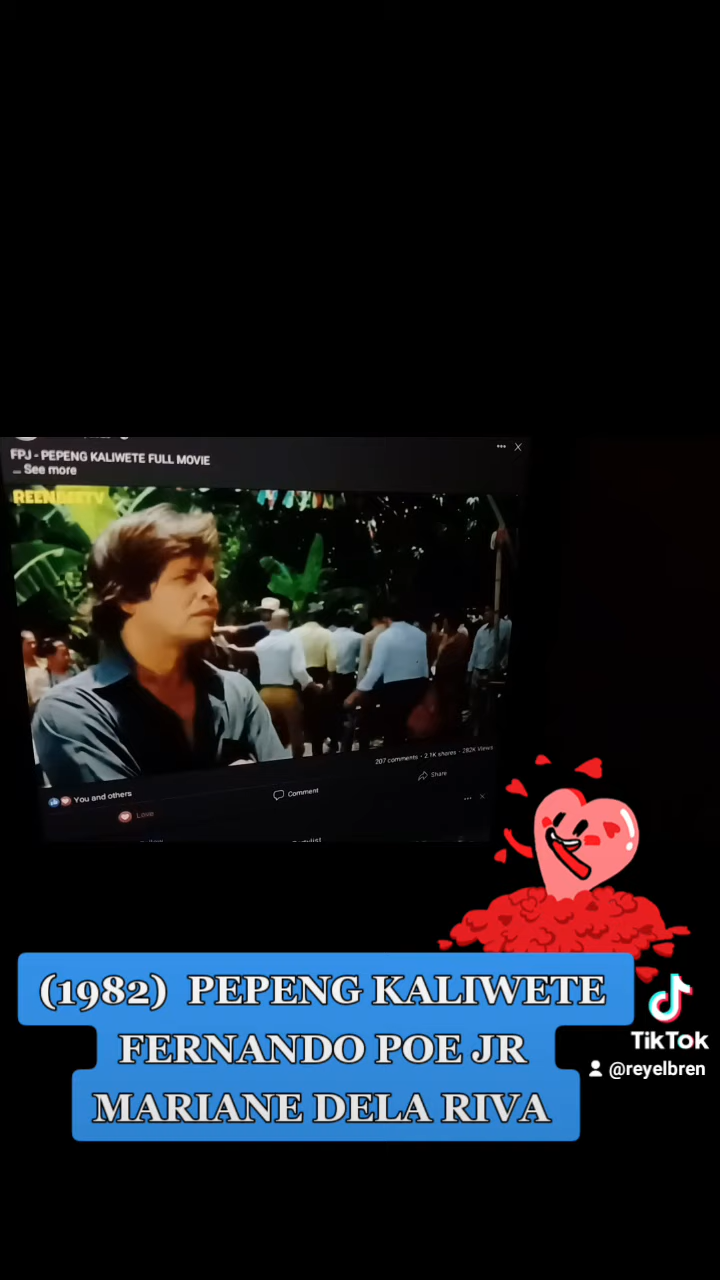 FPJ - PEPENG KALIWETE FULL MOVIE
... See more
REENBEETV
207 comments · 2.1K shares · 282K Views
You and others
Comment
Share
Love
(1982) PEPENG KALIWETE
FERNANDO POE JR
MARIANE DELA RIVA
TikTok
@reyelbren